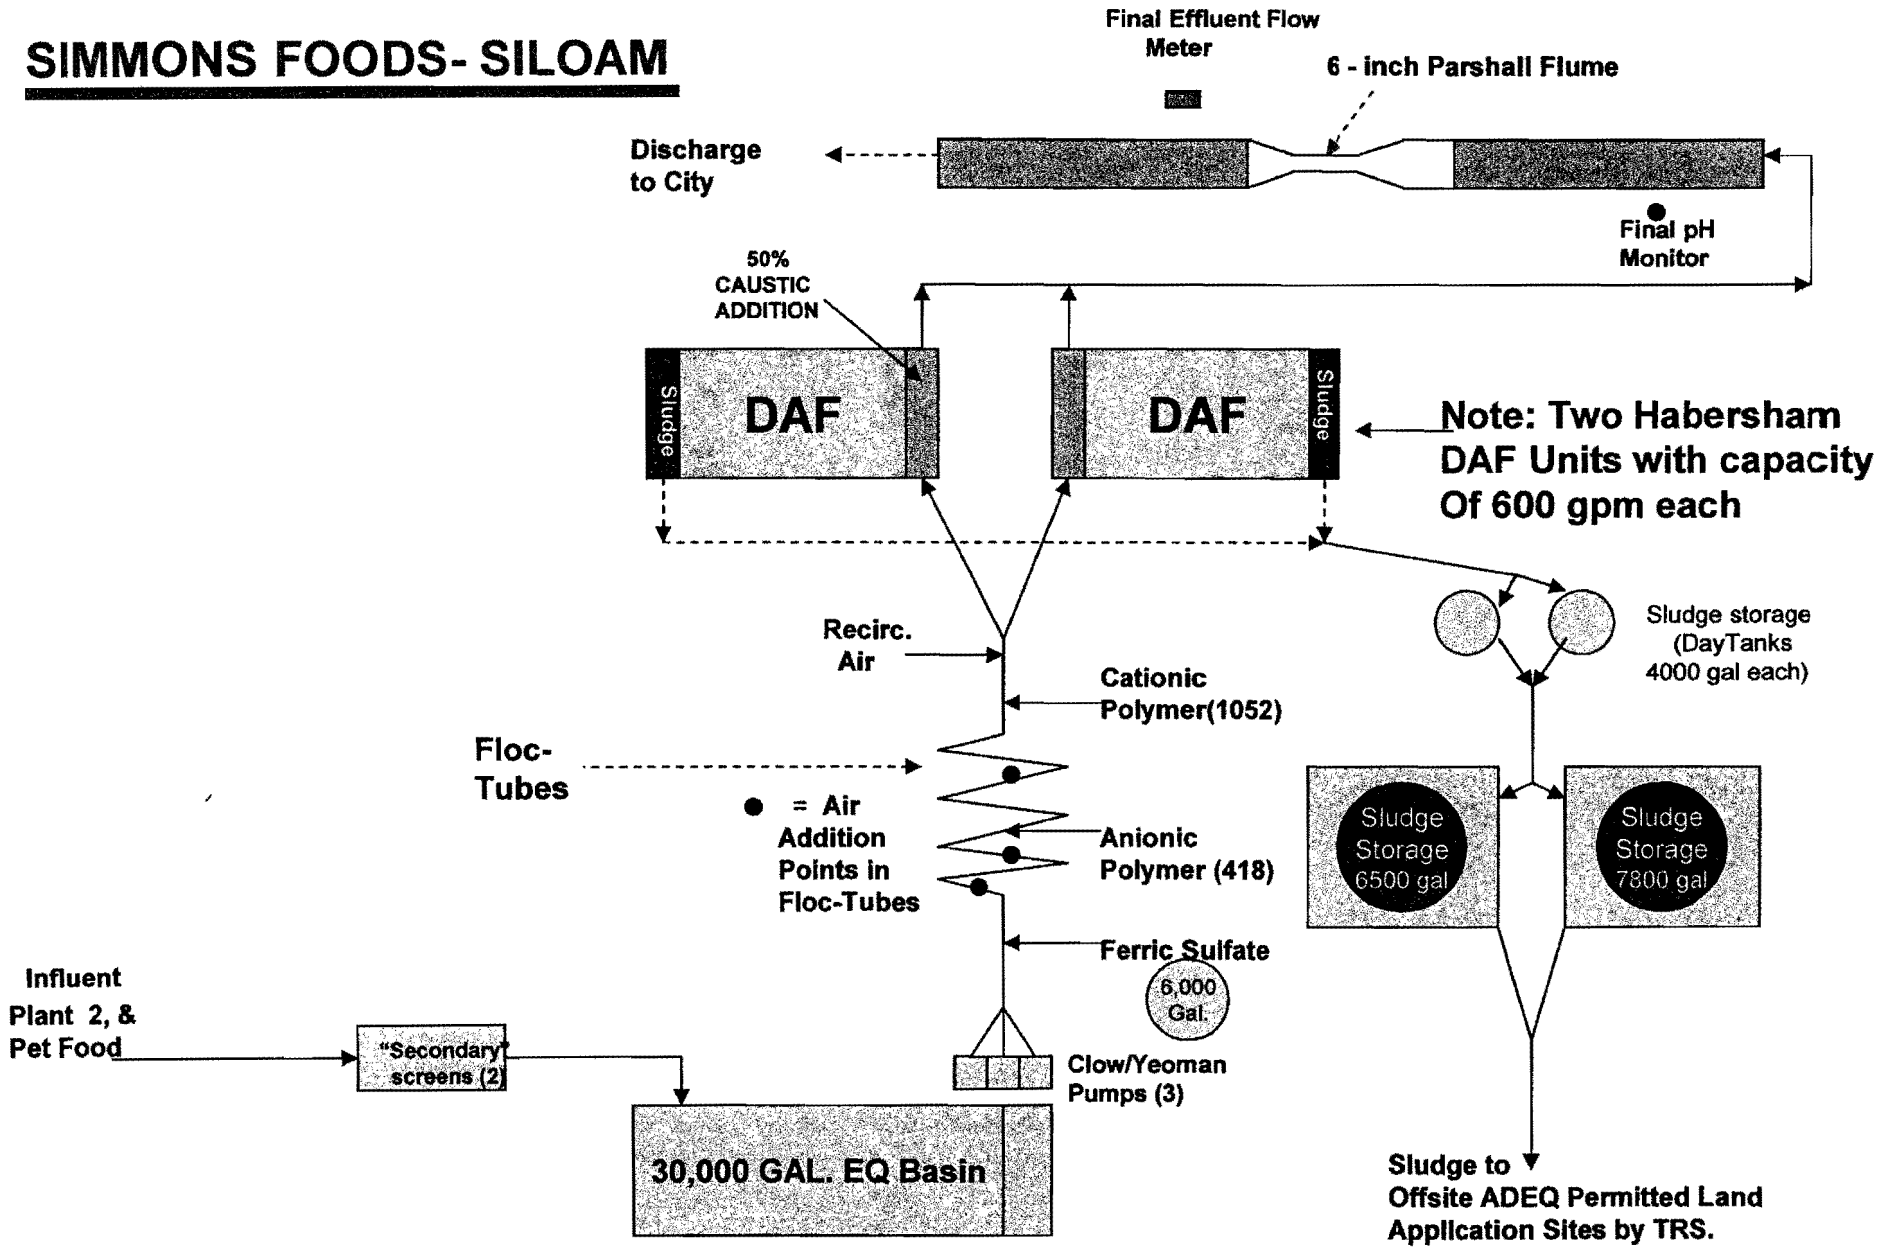 SIMMONS FOODS- SILOAM
Final Effluent Flow
Meter
6 - inch Parshall Flume
Discharge
to City
Final pH
Monitor
50%
CAUSTIC
ADDITION
Sludge
DAF
DAF
Sludge
Note: Two Habersham
DAF Units with capacity
Of 600 gpm each
Sludge storage
(DayTanks
4000 gal each)
Recirc.
Air
Cationic
Polymer(1052)
Floc-
Tubes
= Air
Addition
Points in
Floc-Tubes
Anionic
Polymer (418)
Sludge
Storage
6500 gal
Sludge
Storage
7800 gal
Ferric Sulfate
6,000
Gal.
Influent
Plant 2, &
Pet Food
"Secondary"
screens (2)
Clow/Yeoman
Pumps (3)
30,000 GAL. EQ Basin
Sludge to
Offsite ADEQ Permitted Land
Application Sites by TRS.